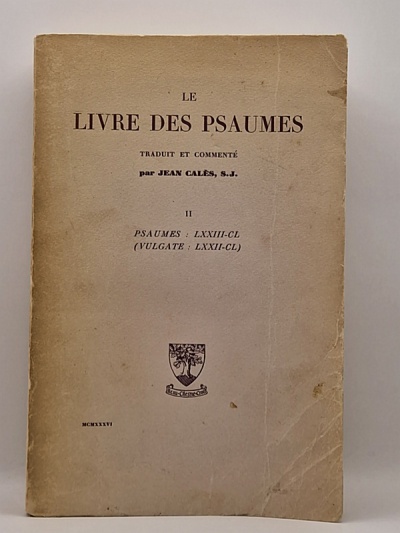 LE
LIVRE DES PSAUMES
TRADUIT ET COMMENTÉ
par JEAN CALÈS, S.J.
II
PSAUMES : LXXIII-CL
(VULGATE : LXXII-CL)
MCMXXXVI